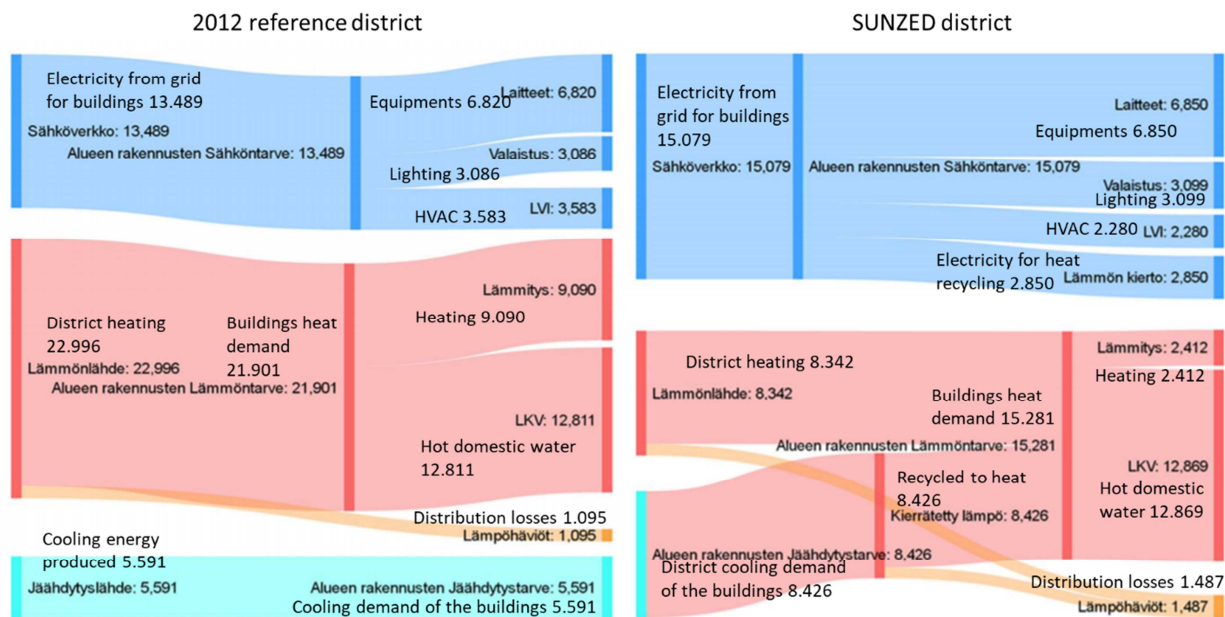 2012 reference district
Electricity from grid
for buildings 13.489
Sähköverkko: 13,489
Alueen rakennusten Sähköntarve: 13,489
Equipments 6.820
Laitteet: 6,820
Valaistus: 3,086
Lighting 3.086
HVAC 3.583
LVI: 3,583
District heating
22.996
Lämmönlähde: 22,996
Buildings heat
demand
21.901
Alueen rakennusten Lämmöntarve: 21,901
Lämmitys: 9,090
Heating 9.090
LKV: 12,811
Hot domestic water
12.811
Distribution losses 1.095
Lämpöhäviöt: 1,095
Cooling energy
produced 5.591
Jäähdytyslähde: 5,591
Alueen rakennusten Jäähdytystarve: 5,591
Cooling demand of the buildings 5.591
SUNZED district
Electricity from
grid for buildings
15.079
Sähköverkko: 15,079
Alueen rakennusten Sähköntarve: 15,079
Laitteet: 6,850
Equipments 6.850
Valaistus: 3,099
Lighting 3.099
HVAC 2.280
LVI: 2,280
Electricity for heat
recycling 2.850
Lämmön kierto: 2,850
District heating 8.342
Lämmönlähde: 8,342
Buildings heat
demand 15.281
Alueen rakennusten Lämmöntarve: 15,281
Lämmitys: 2,412
Heating 2.412
Recycled to heat
8.426
Kierrätetty lämpö: 8,426
LKV: 12,869
Hot domestic
water 12.869
Alueen rakennusten Jäähdytystarve: 8,426
District cooling demand
of the buildings 8.426
Distribution losses 1.487
Lämpöhäviöt: 1,487